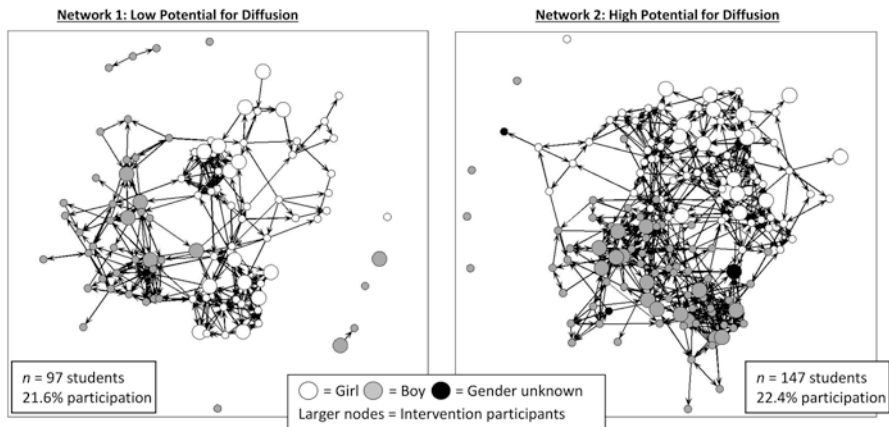 Network 1: Low Potential for Diffusion
Network 2: High Potential for Diffusion
n = 97 students
21.6% participation
= Girl = Boy = Gender unknown
Larger nodes = Intervention participants
n = 147 students
22.4% participation